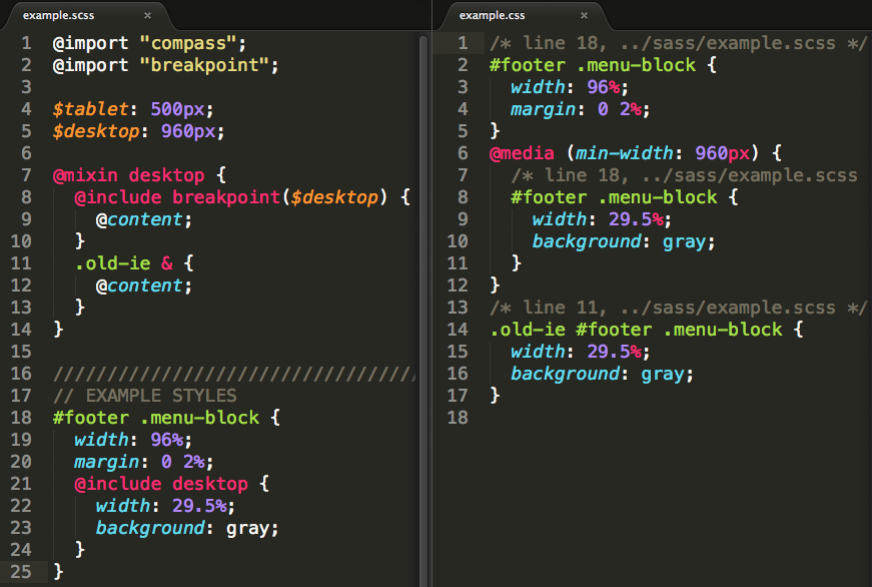 example.scss ×
1 @import "compass";
2 @import "breakpoint";
3
4 $tablet: 500px;
5 $desktop: 960px;
6
7 @mixin desktop {
8   @include breakpoint($desktop) {
9     @content;
10   }
11   .old-ie & {
12     @content;
13   }
14 }
15
16 //////////////////////////////////
17 // EXAMPLE STYLES
18 #footer .menu-block {
19   width: 96%;
20   margin: 0 2%;
21   @include desktop {
22     width: 29.5%;
23     background: gray;
24   }
25 }
example.css ×
1 /* line 18, ../sass/example.scss */
2 #footer .menu-block {
3   width: 96%;
4   margin: 0 2%;
5 }
6 @media (min-width: 960px) {
7   /* line 18, ../sass/example.scss
8   #footer .menu-block {
9     width: 29.5%;
10     background: gray;
11   }
12 }
13 /* line 11, ../sass/example.scss */
14 .old-ie #footer .menu-block {
15   width: 29.5%;
16   background: gray;
17 }
18